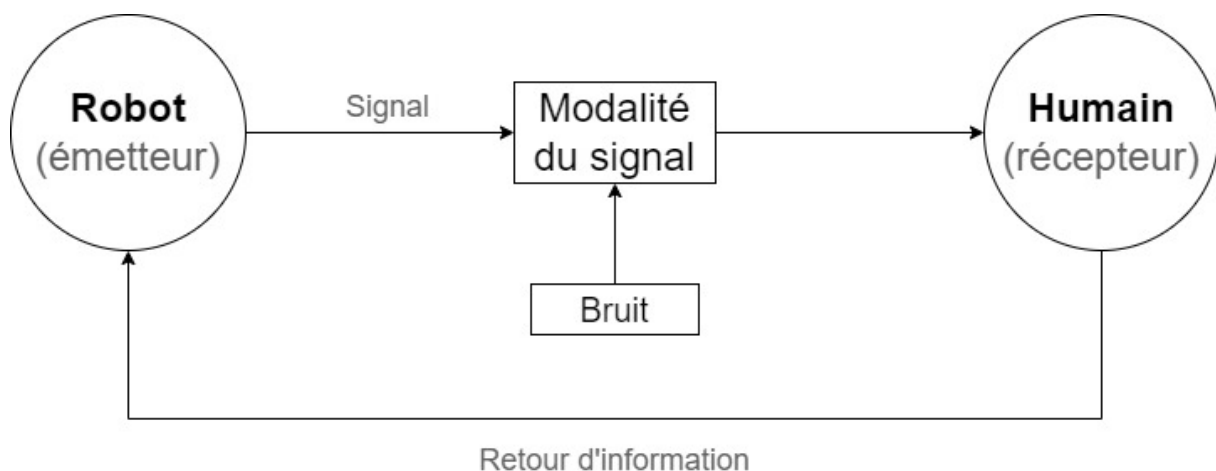 Robot
(émetteur)
Signal
Modalité
du signal
Humain
(récepteur)
Bruit
Retour d'information